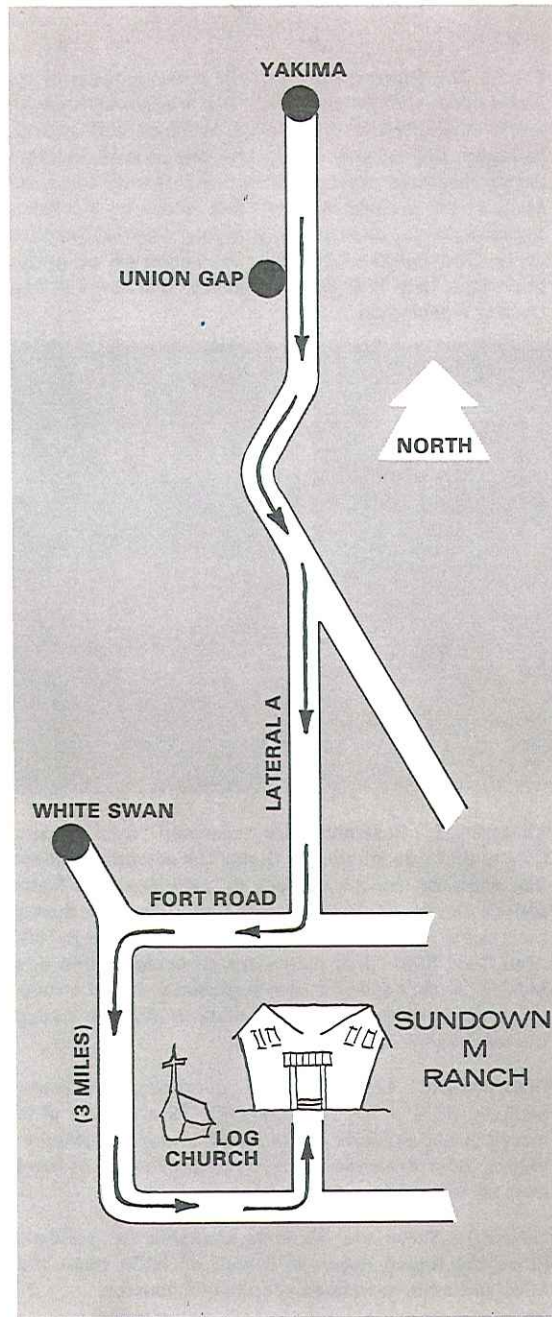 YAKIMA
UNION GAP
NORTH
LATERAL A
WHITE SWAN
FORT ROAD
(3 MILES)
SUNDOWN
M
RANCH
LOG
CHURCH